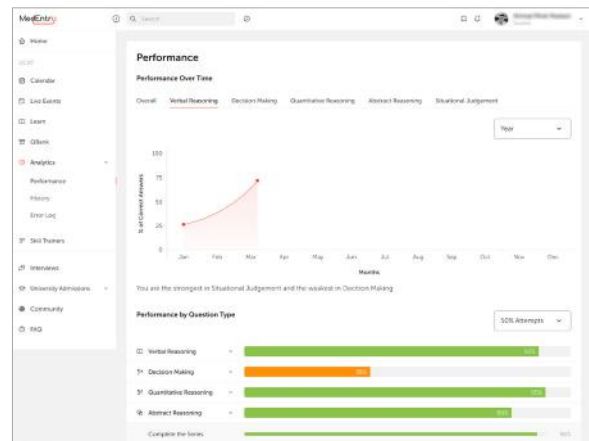 MedEntry
Search
Home
UCAT
Calendar
Live Events
Learn
QBank
Analytics
Performance
History
Error Log
Skill Trainers
Interviews
University Admissions
Community
FAQ
Performance
Performance Over Time
Overall Verbal Reasoning Decision Making Quantitative Reasoning Abstract Reasoning Situational Judgement
Year
% of Correct Answers
100
75
50
25
0
Jan Feb Mar Apr May Jun Jul Aug Sep Oct Nov Dec
Months
You are the strongest in Situational Judgement and the weakest in Decision Making
Performance by Question Type
50% Attempts
Verbal Reasoning
Decision Making
Quantitative Reasoning
Abstract Reasoning
Complete the Series